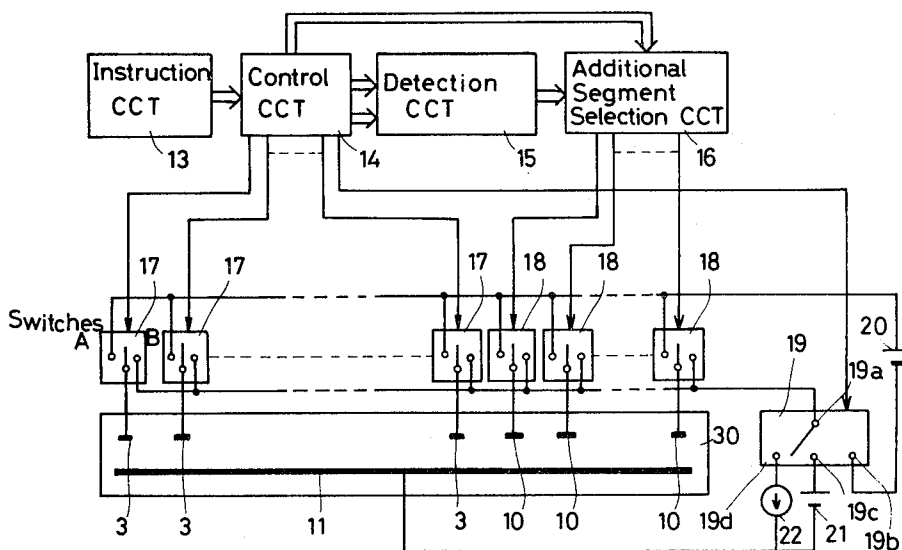 Instruction
CCT
Control
CCT
Detection
CCT
Additional
Segment
Selection CCT
13
14
15
16
17
17
17
18
18
18
Switches
A
B
20
19
19a
30
3
3
11
3
10
10
10
19d
22
19c
21
19b